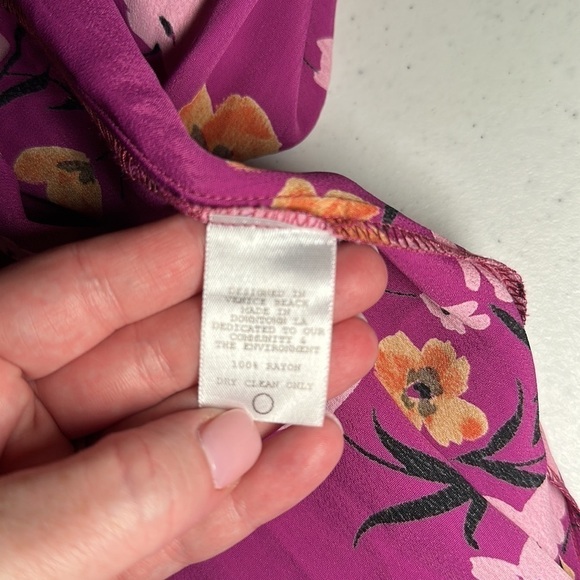 DESIGNED IN
VENICE BEACH
MADE IN
DOWNTOWN LA
DEDICATED TO OUR
COMMUNITY &
THE ENVIRONMENT
100% RAYON
DRY CLEAN ONLY